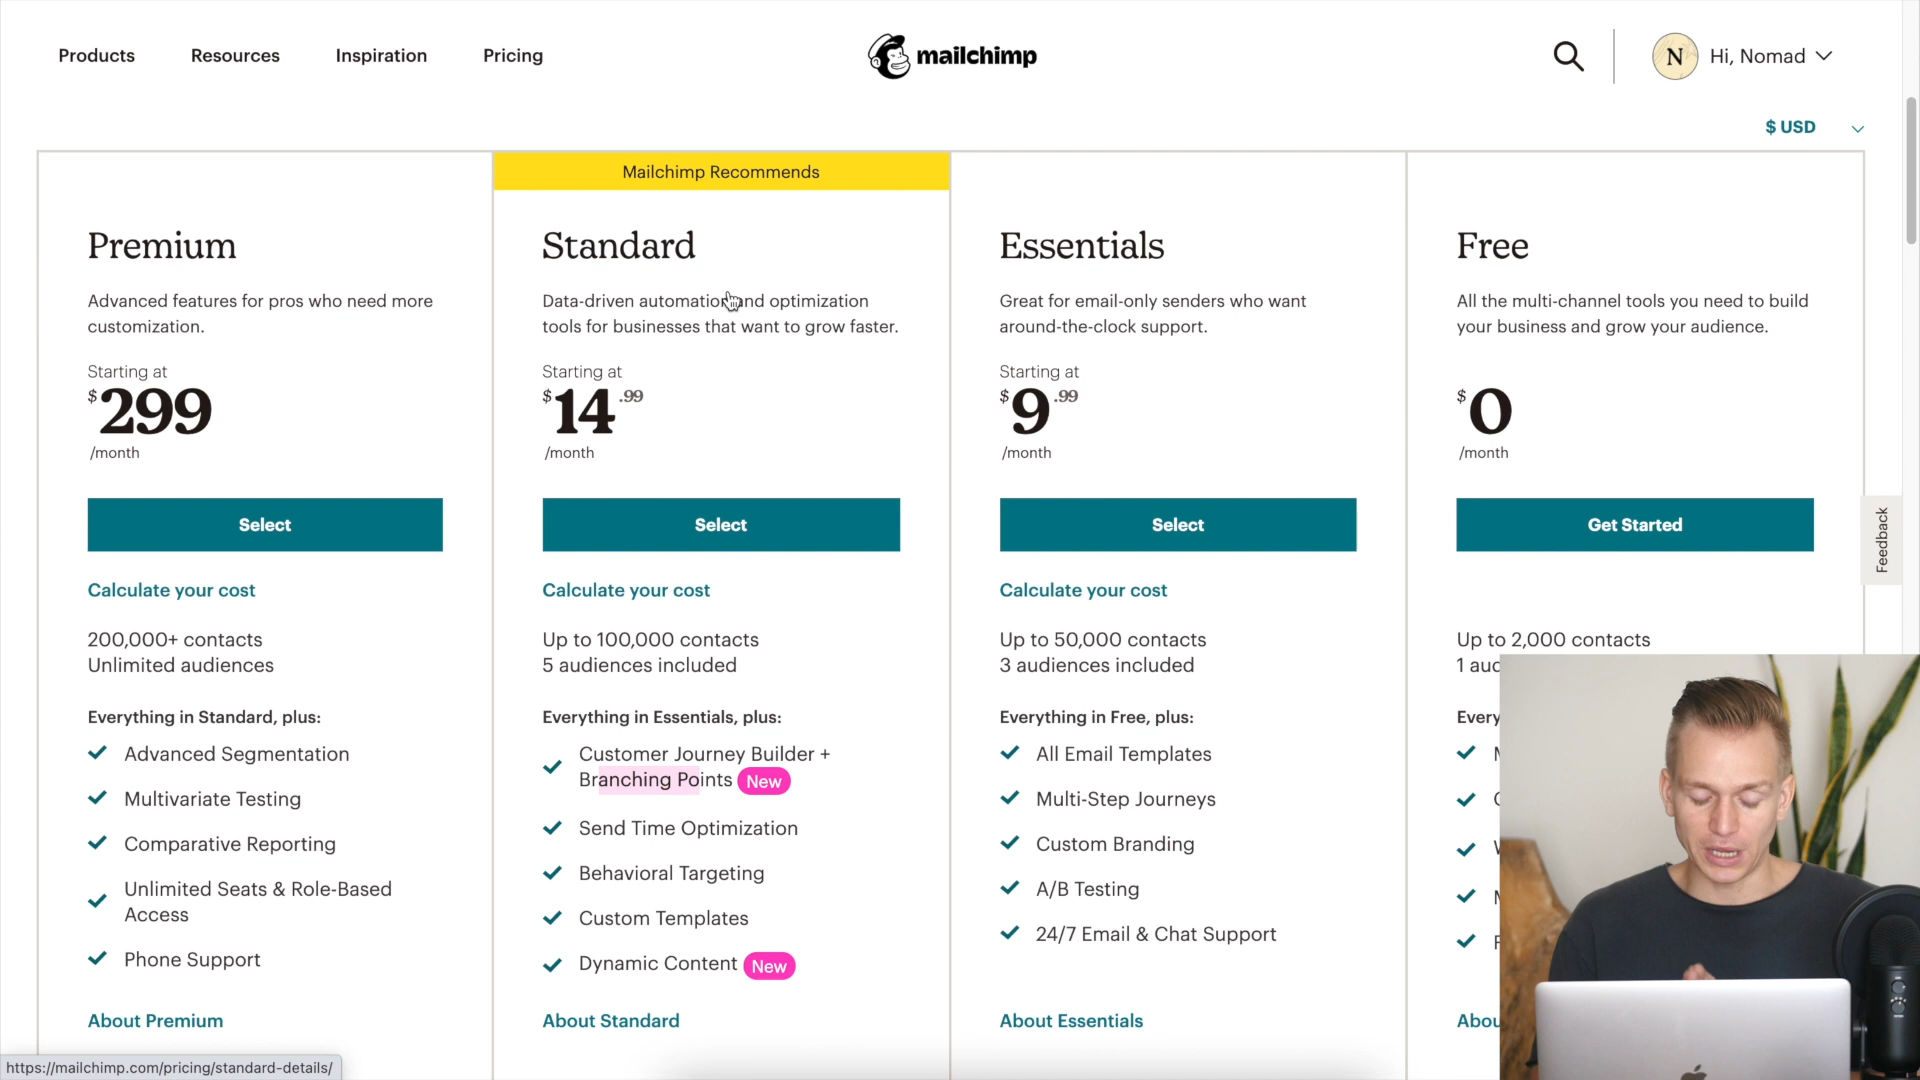 Products
Resources
Inspiration
Pricing
mailchimp
N
Hi, Nomad
$ USD
Mailchimp Recommends
Premium
Advanced features for pros who need more
customization.
Starting at
$299
/month
Select
Calculate your cost
200,000+ contacts
Unlimited audiences
Everything in Standard, plus:
Advanced Segmentation
Multivariate Testing
Comparative Reporting
Unlimited Seats & Role-Based
Access
Phone Support
About Premium
Standard
Data-driven automation and optimization
tools for businesses that want to grow faster.
Starting at
$14.99
/month
Select
Calculate your cost
Up to 100,000 contacts
5 audiences included
Everything in Essentials, plus:
Customer Journey Builder +
Branching Points New
Send Time Optimization
Behavioral Targeting
Custom Templates
Dynamic Content New
About Standard
Essentials
Great for email-only senders who want
around-the-clock support.
Starting at
$9.99
/month
Select
Calculate your cost
Up to 50,000 contacts
3 audiences included
Everything in Free, plus:
All Email Templates
Multi-Step Journeys
Custom Branding
A/B Testing
24/7 Email & Chat Support
About Essentials
Free
All the multi-channel tools you need to build
your business and grow your audience.
$0
/month
Get Started
Up to 2,000 contacts
1
Feedback
https://mailchimp.com/pricing/standard-details/